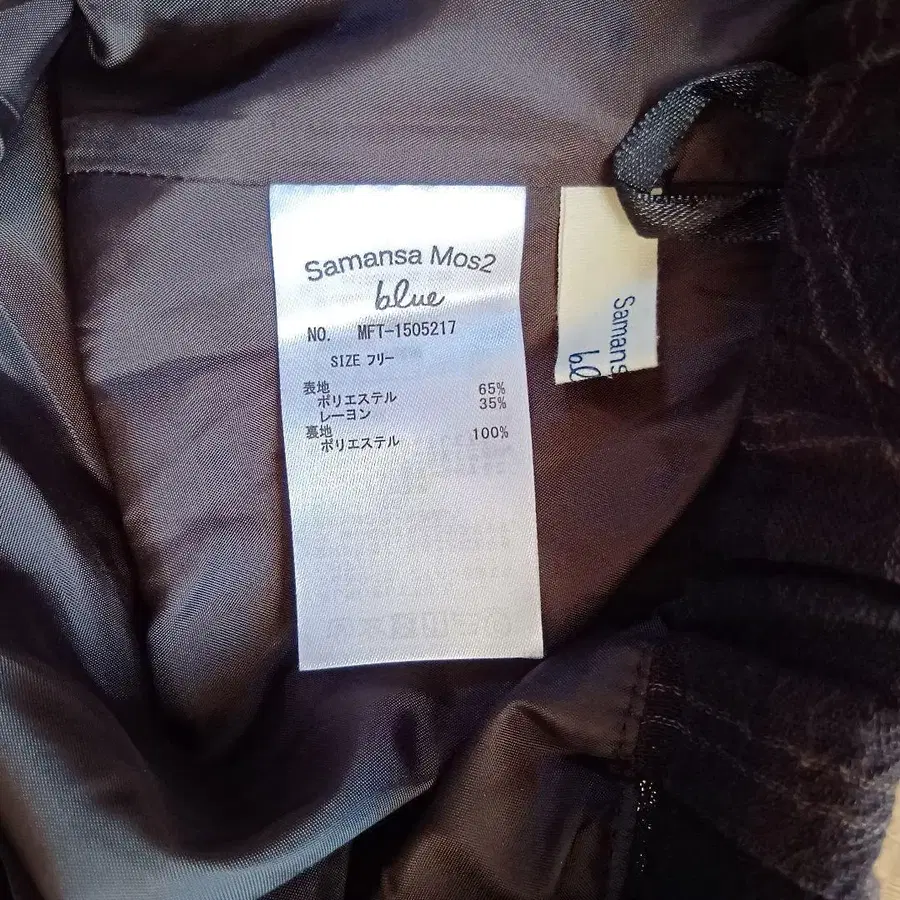 Samansa Mos2
blue
NO. MFT-1505217
SIZE フリー
表地
ポリエステル 65%
レーヨン 35%
裏地
ポリエステル 100%
Samans
bl